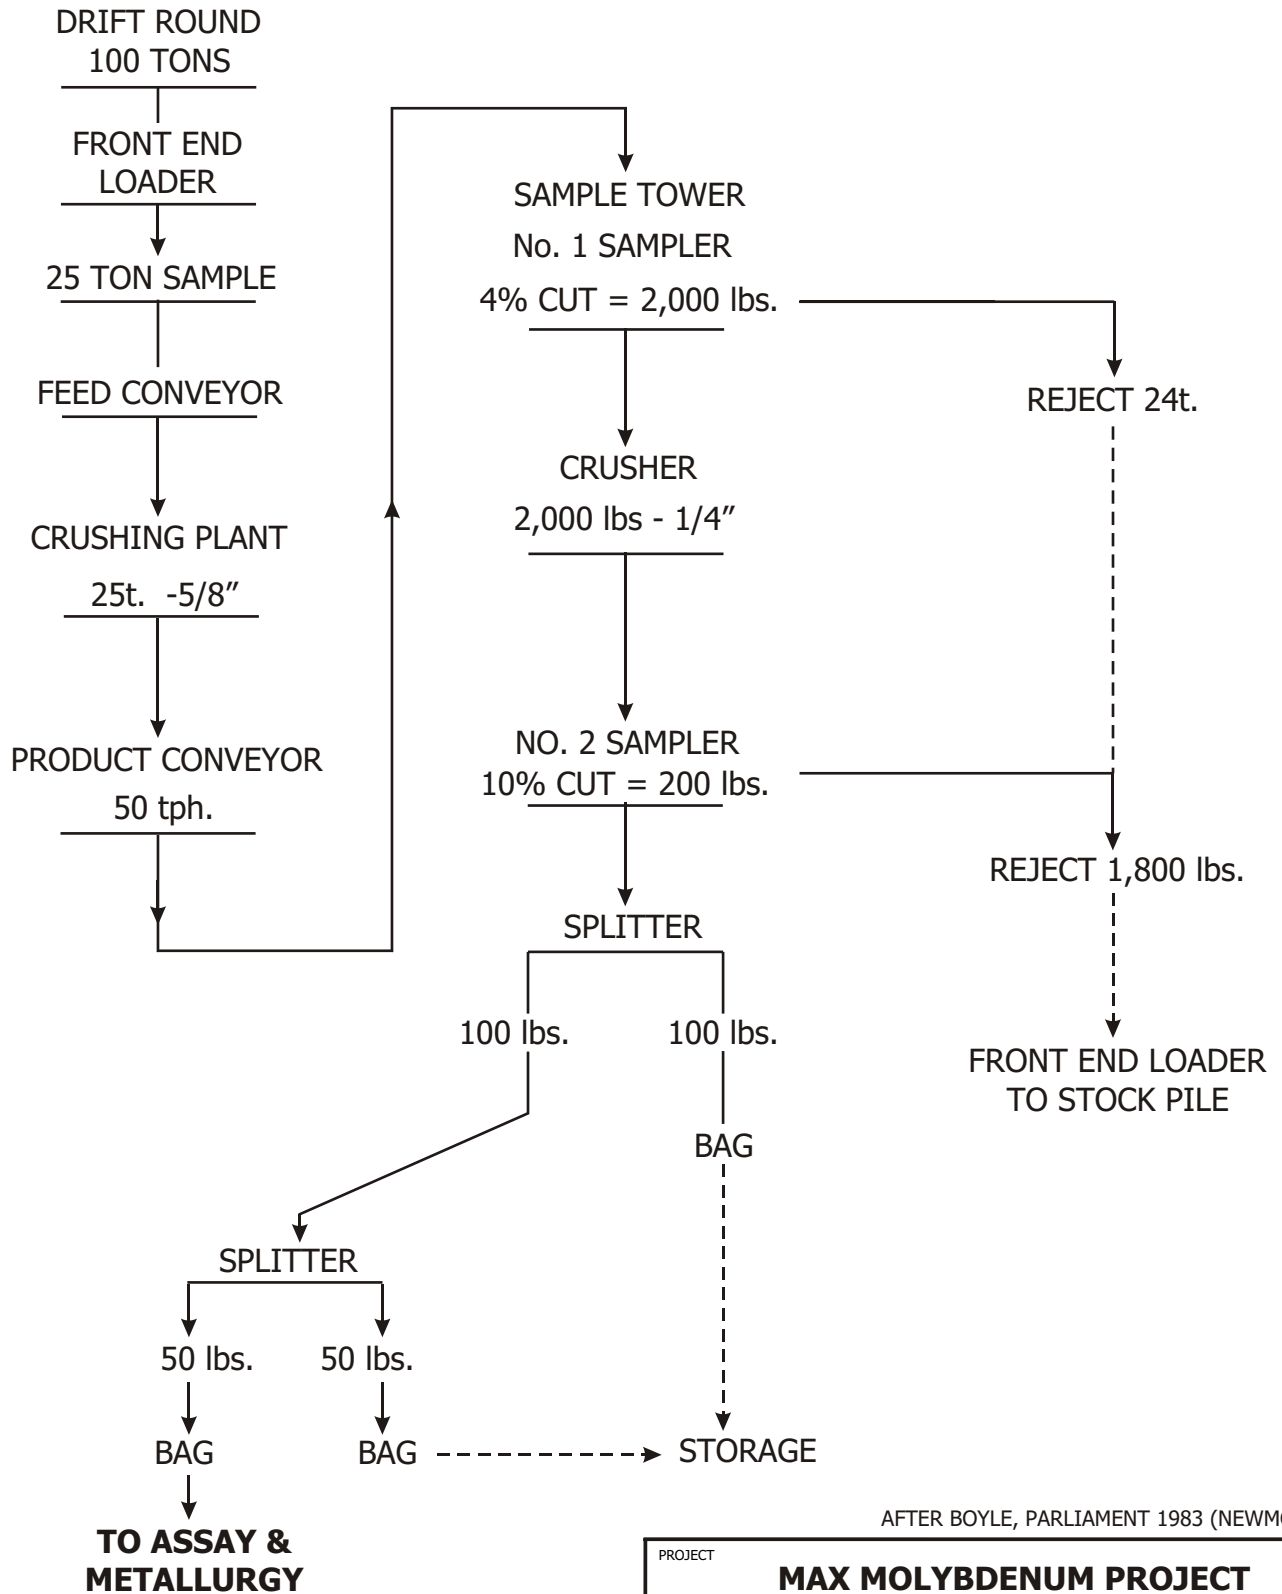 DRIFT ROUND
100 TONS
FRONT END
LOADER
25 TON SAMPLE
FEED CONVEYOR
CRUSHING PLANT
25t. -5/8”
PRODUCT CONVEYOR
50 tph.
SAMPLE TOWER
No. 1 SAMPLER
4% CUT = 2,000 lbs.
REJECT 24t.
CRUSHER
2,000 lbs - 1/4”
NO. 2 SAMPLER
10% CUT = 200 lbs.
REJECT 1,800 lbs.
FRONT END LOADER
TO STOCK PILE
SPLITTER
100 lbs.
100 lbs.
BAG
SPLITTER
50 lbs.
50 lbs.
BAG
BAG
STORAGE
TO ASSAY &
METALLURGY
AFTER BOYLE, PARLIAMENT 1983
PROJECT
MAX MOLYBDENUM PROJECT